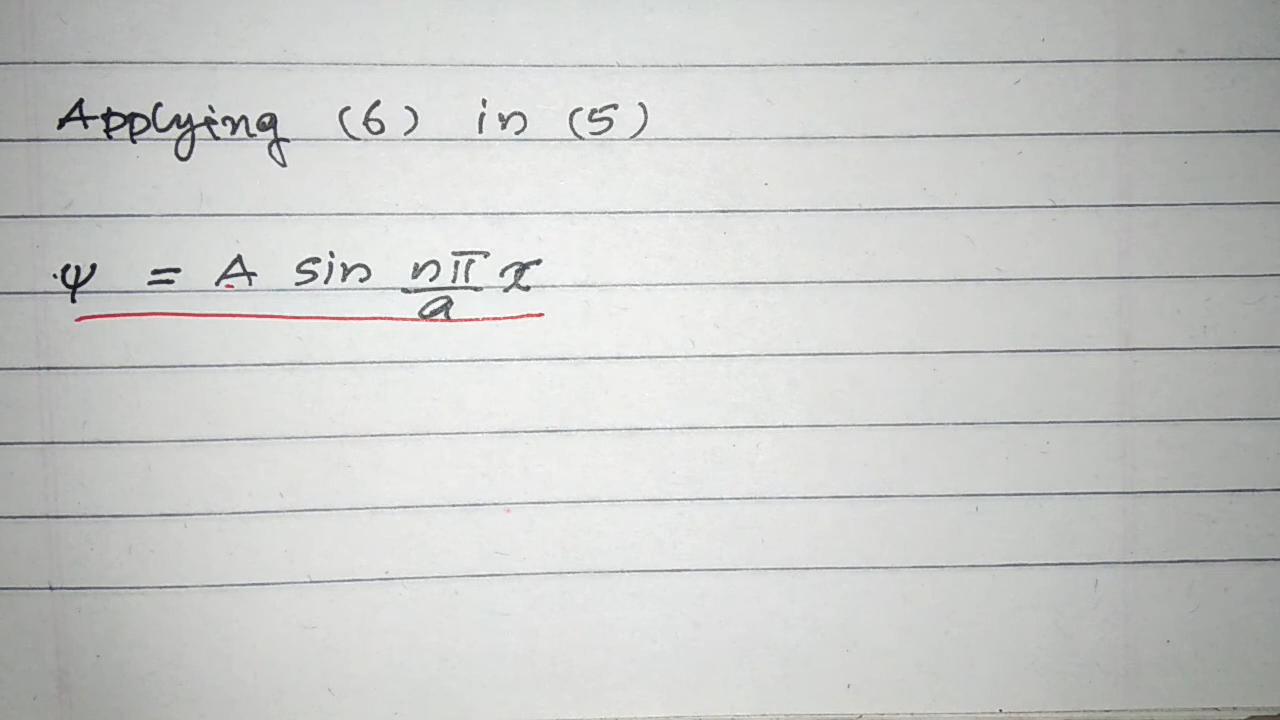 Applying (6) in (5)
ψ = A sin nπ/a x